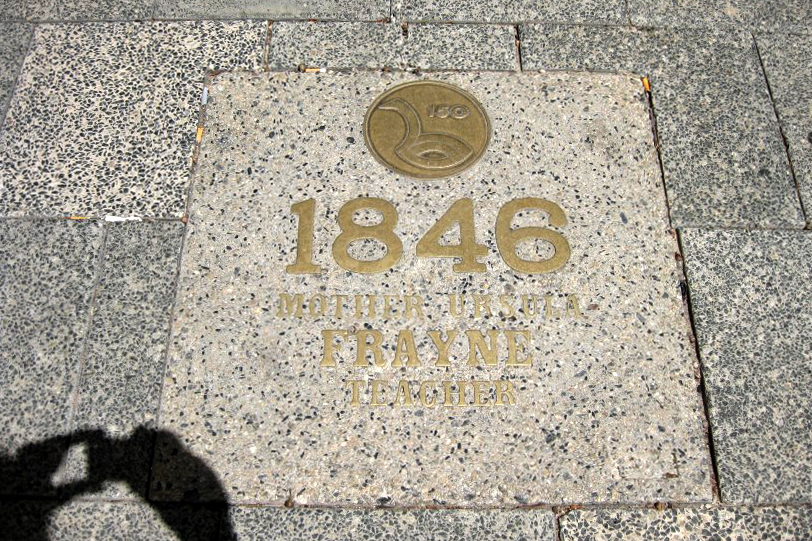 150
1846
MOTHER URSULA
FRAYNE
TEACHER